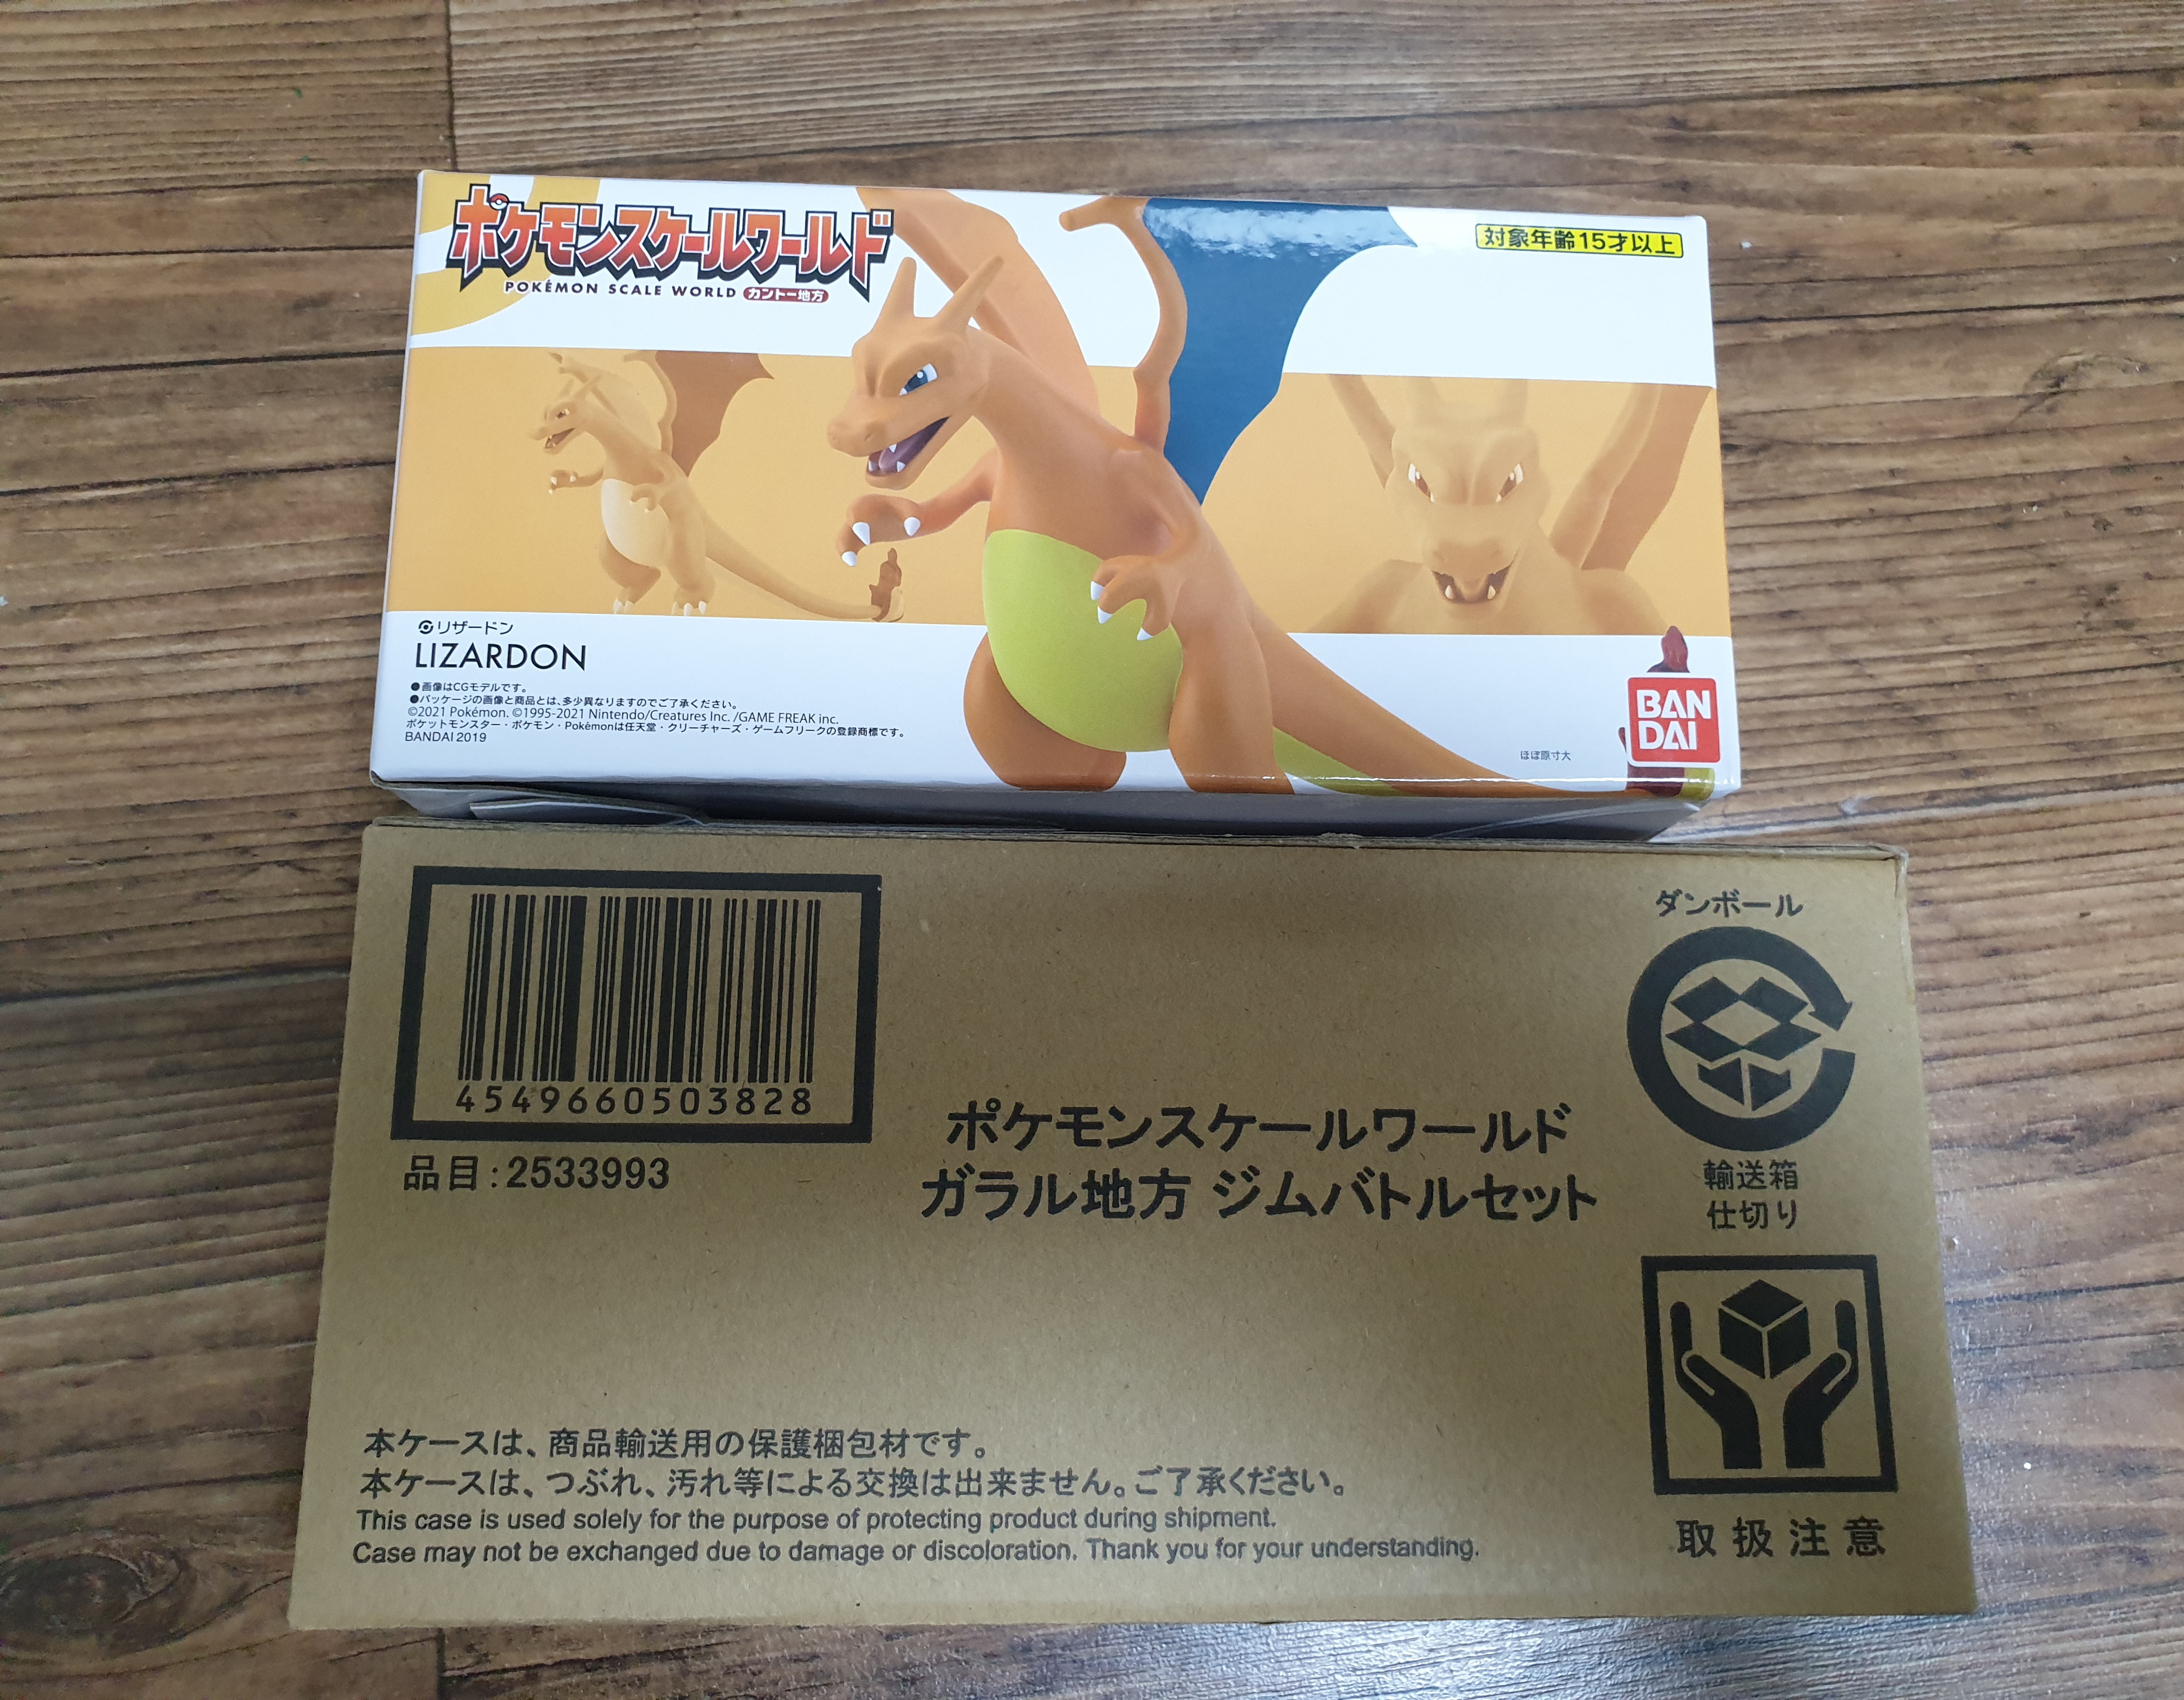 ポケモンスケールワールド
POKÉMON SCALE WORLD カントー地方
対象年齢15才以上
リザードン
LIZARDON
●画像はCGモデルです。
●パッケージの画像と商品とは、多少異なりますのでご了承ください。
©2021 Pokémon. ©1995-2021 Nintendo/Creatures Inc. /GAME FREAK inc.
ポケットモンスター・ポケモン・Pokémonは任天堂・クリーチャーズ・ゲームフリークの登録商標です。
BANDAI 2019
ほぼ原寸大
BAN
DAI
4549660503828
品目:2533993
ポケモンスケールワールド
ガラル地方 ジムバトルセット
ダンボール
輸送箱
仕切り
本ケースは、商品輸送用の保護梱包材です。
本ケースは、つぶれ、汚れ等による交換は出来ません。ご了承ください。
This case is used solely for the purpose of protecting product during shipment.
Case may not be exchanged due to damage or discoloration. Thank you for your understanding.
取扱注意